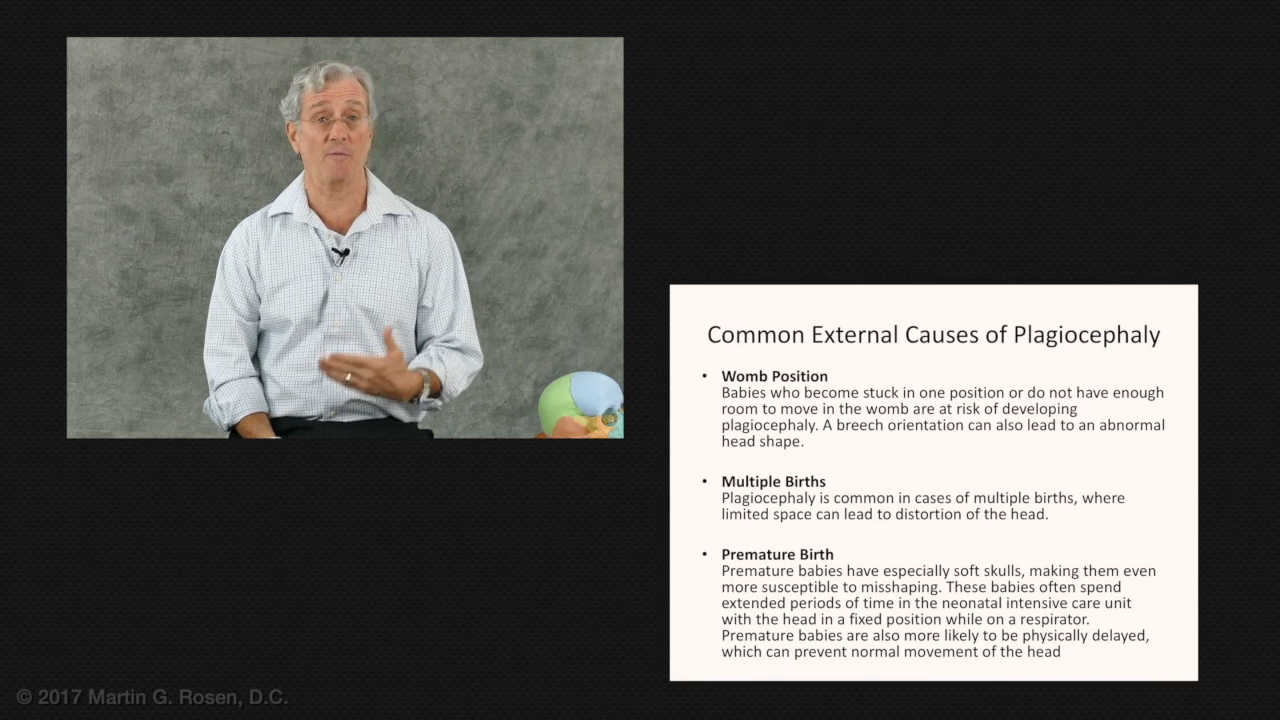 Common External Causes of Plagiocephaly
• Womb Position
Babies who become stuck in one position or do not have enough
room to move in the womb are at risk of developing
plagiocephaly. A breech orientation can also lead to an abnormal
head shape.
• Multiple Births
Plagiocephaly is common in cases of multiple births, where
limited space can lead to distortion of the head.
• Premature Birth
Premature babies have especially soft skulls, making them even
more susceptible to misshaping. These babies often spend
extended periods of time in the neonatal intensive care unit
with the head in a fixed position while on a respirator.
Premature babies are also more likely to be physically delayed,
which can prevent normal movement of the head
© 2017 Martin G. Rosen, D.C.